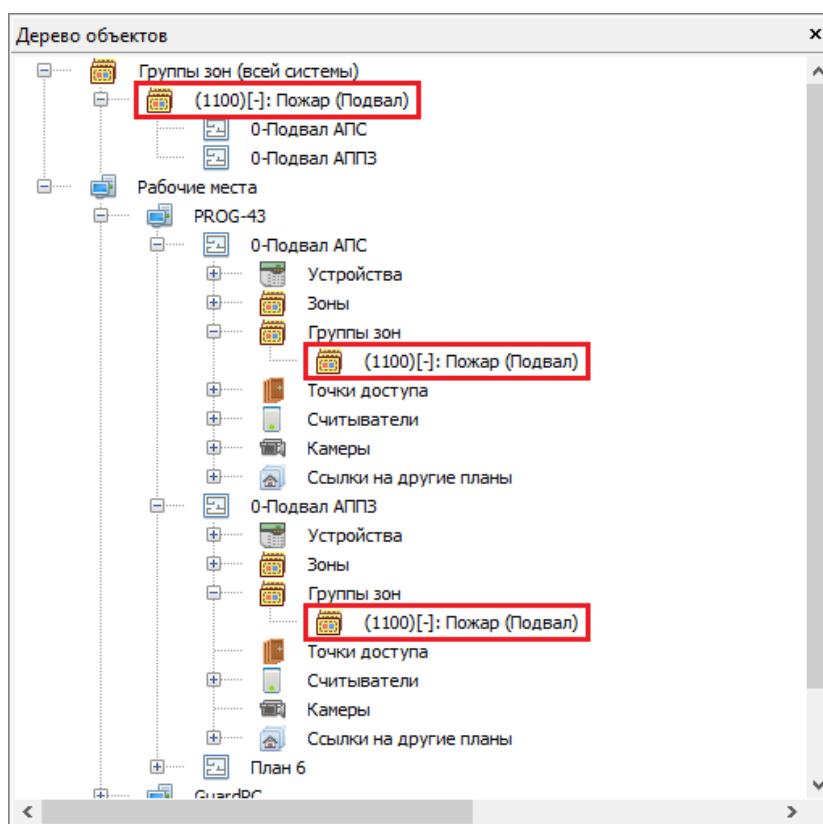 Дерево объектов
Группы зон (всей системы)
(1100)[-]: Пожар (Подвал)
0-Подвал АПС
0-Подвал АППЗ
Рабочие места
PROG-43
0-Подвал АПС
Устройства
Зоны
Группы зон
(1100)[-]: Пожар (Подвал)
Точки доступа
Считыватели
Камеры
Ссылки на другие планы
0-Подвал АППЗ
Устройства
Зоны
Группы зон
(1100)[-]: Пожар (Подвал)
Точки доступа
Считыватели
Камеры
Ссылки на другие планы
План 6
GuardPC